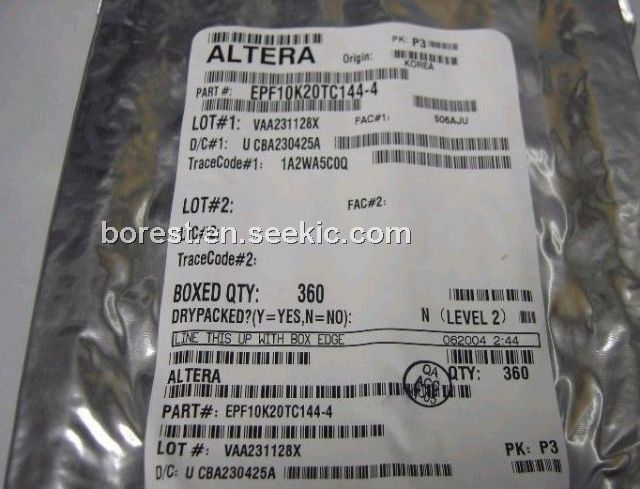 PK: P3
ALTERA Origin: KOREA
PART #: EPF10K20TC144-4
LOT#1: VAA231128X FAC#1: 506AJU
D/C#1: U CBA230425A
TraceCode#1: 1A2WA5C0Q
LOT#2: FAC#2:
D/C#2:
borest.en.seekic.com
TraceCode#2:
BOXED QTY: 360
DRYPACKED?(Y=YES,N=NO): N (LEVEL 2)
LINE THIS UP WITH BOX EDGE 062004 2:44
ALTERA QA QTY: 360
PART#: EPF10K20TC144-4
LOT #: VAA231128X PK: P3
D/C: U CBA230425A